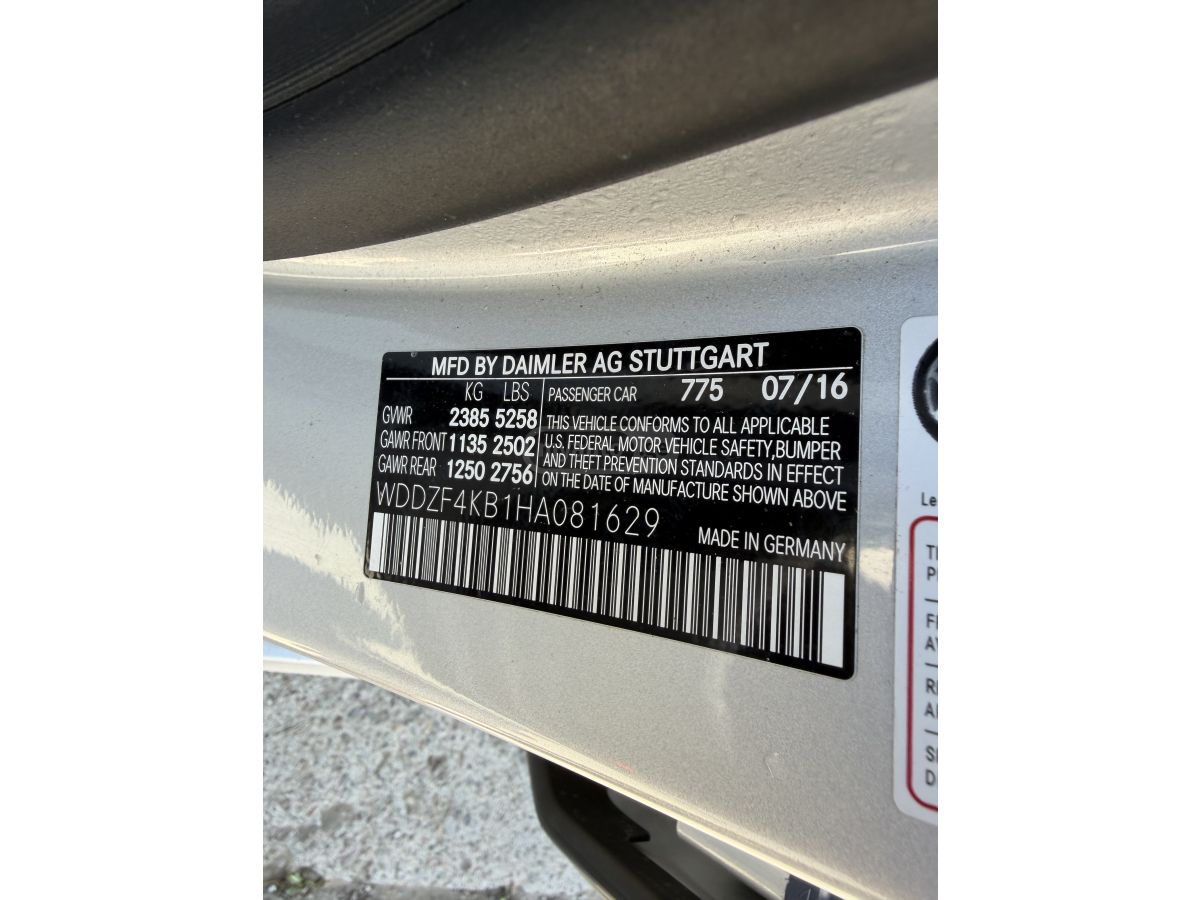 MFD BY DAIMLER AG STUTTGART
KG LBS
GVWR 2385 5258
GAWR FRONT 1135 2502
GAWR REAR 1250 2756
PASSENGER CAR 775 07/16
THIS VEHICLE CONFORMS TO ALL APPLICABLE
U.S. FEDERAL MOTOR VEHICLE SAFETY,BUMPER
AND THEFT PREVENTION STANDARDS IN EFFECT
ON THE DATE OF MANUFACTURE SHOWN ABOVE
WDDZF4KB1HA081629
MADE IN GERMANY
Le